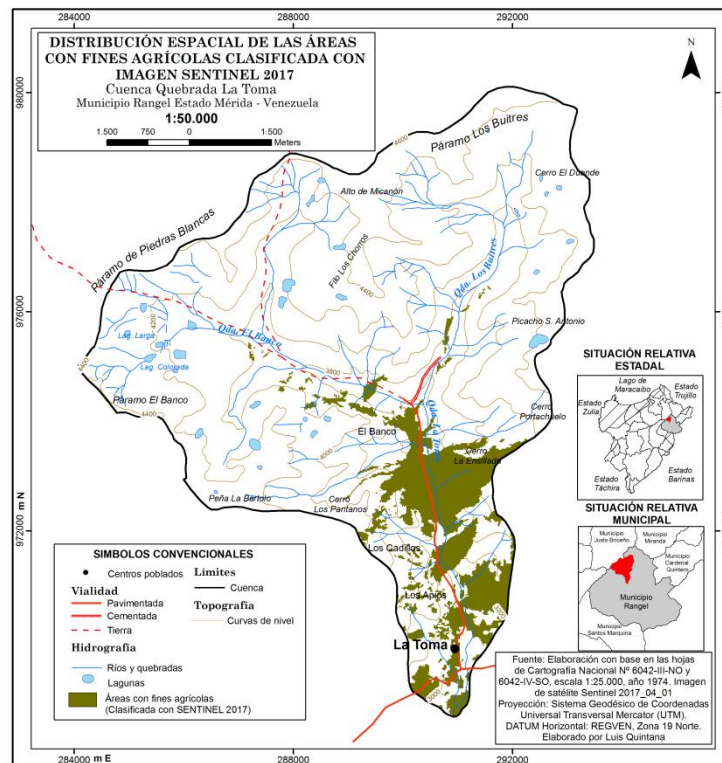 284000
288000
292000
DISTRIBUCIÓN ESPACIAL DE LAS ÁREAS
CON FINES AGRÍCOLAS CLASIFICADA CON
IMAGEN SENTINEL 2017
Cuenca Quebrada La Toma
Municipio Rangel Estado Mérida - Venezuela
1:50.000
1.500 750 0 1.500
Meters
N
980000
976000
972000 m N
4600
Páramo Los Buitres
Cerro El Duende
Alto de Micanón
Páramo de Piedras Blancas
Filo Los Chorros
4400
Qda. Los Buitres
Picacho S. Antonio
4200
Lag. Larga
Qda. El Banco
Lag. Colorada
3800
4400
Páramo El Banco
4400
Qda. La Toma
Cerro
Portachuelo
El Banco
4000
Cerro
La Ensillada
Peña La Bartolo
Cerro
Los Pantanos
Los Cadillos
Los Apios
La Toma
3000
SITUACIÓN RELATIVA
ESTADAL
Lago de
Maracaibo
Estado
Trujillo
Estado
Zulia
Estado
Táchira
Estado
Barinas
SITUACIÓN RELATIVA
MUNICIPAL
Municipio
Justo Briceño
Municipio
Miranda
Municipio
Cardenal
Quintero
Municipio
Rangel
Municipio
Santos Marquina
SIMBOLOS CONVENCIONALES
Centros poblados
Vialidad
Pavimentada
Cementada
Tierra
Hidrografía
Ríos y quebradas
Lagunas
Áreas con fines agrícolas
(Clasificada con SENTINEL 2017)
Límites
Cuenca
Topografía
Curvas de nivel
Fuente: Elaboración con base en las hojas
de Cartografía Nacional Nº 6042-III-NO y
6042-IV-SO, escala 1:25.000, año 1974. Imagen
de satélite Sentinel 2017_04_01
Proyección: Sistema Geodésico de Coordenadas
Universal Transversal Mercator (UTM).
DATUM Horizontal: REGVEN, Zona 19 Norte.
Elaborado por Luis Quintana
284000 m E
288000
292000